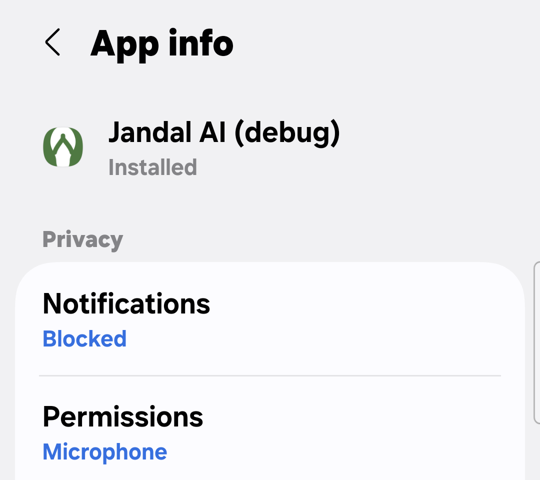 App info
Jandal AI (debug)
Installed
Privacy
Notifications
Blocked
Permissions
Microphone